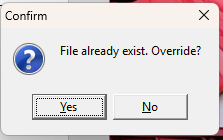 Confirm
File already exist. Override?
Yes
No